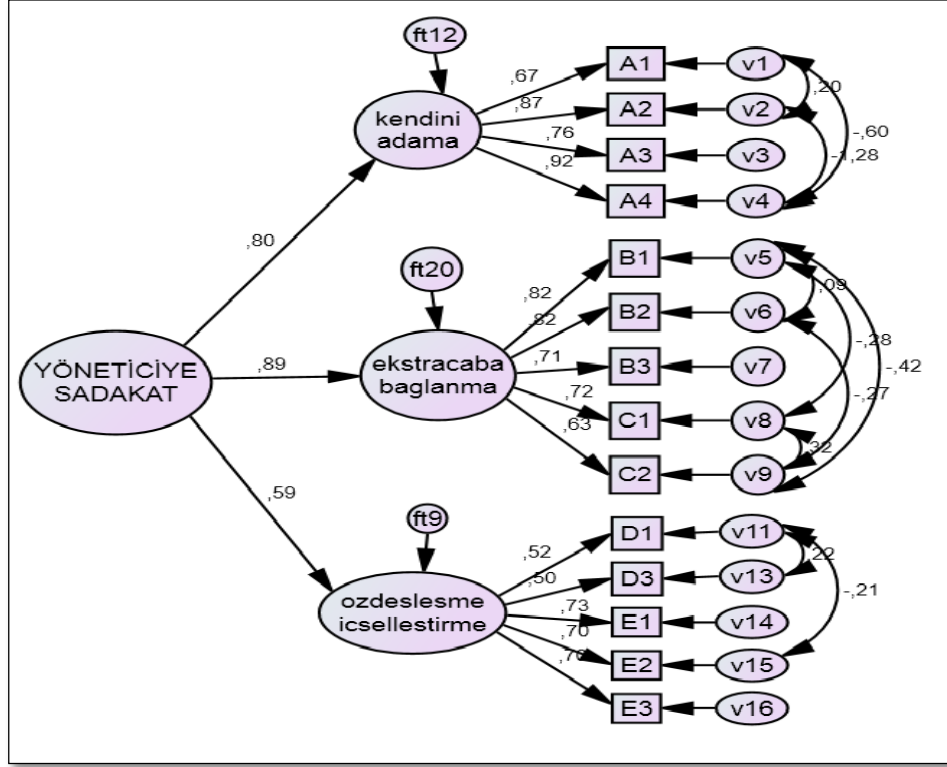 ft12
kendini
adama
,67
,87
,76
,92
A1
A2
A3
A4
v1
v2
v3
v4
,20
-,60
-1,28
,80
YÖNETİCİYE
SADAKAT
,89
,59
ft20
ekstracaba
baglanma
,82
,82
,71
,72
,63
B1
B2
B3
C1
C2
v5
v6
v7
v8
v9
,09
-,28
-,42
-,27
,32
ft9
ozdeslesme
icsellestirme
,52
,50
,73
,70
D1
D3
E1
E2
E3
v11
v13
v14
v15
v16
,22
-,21